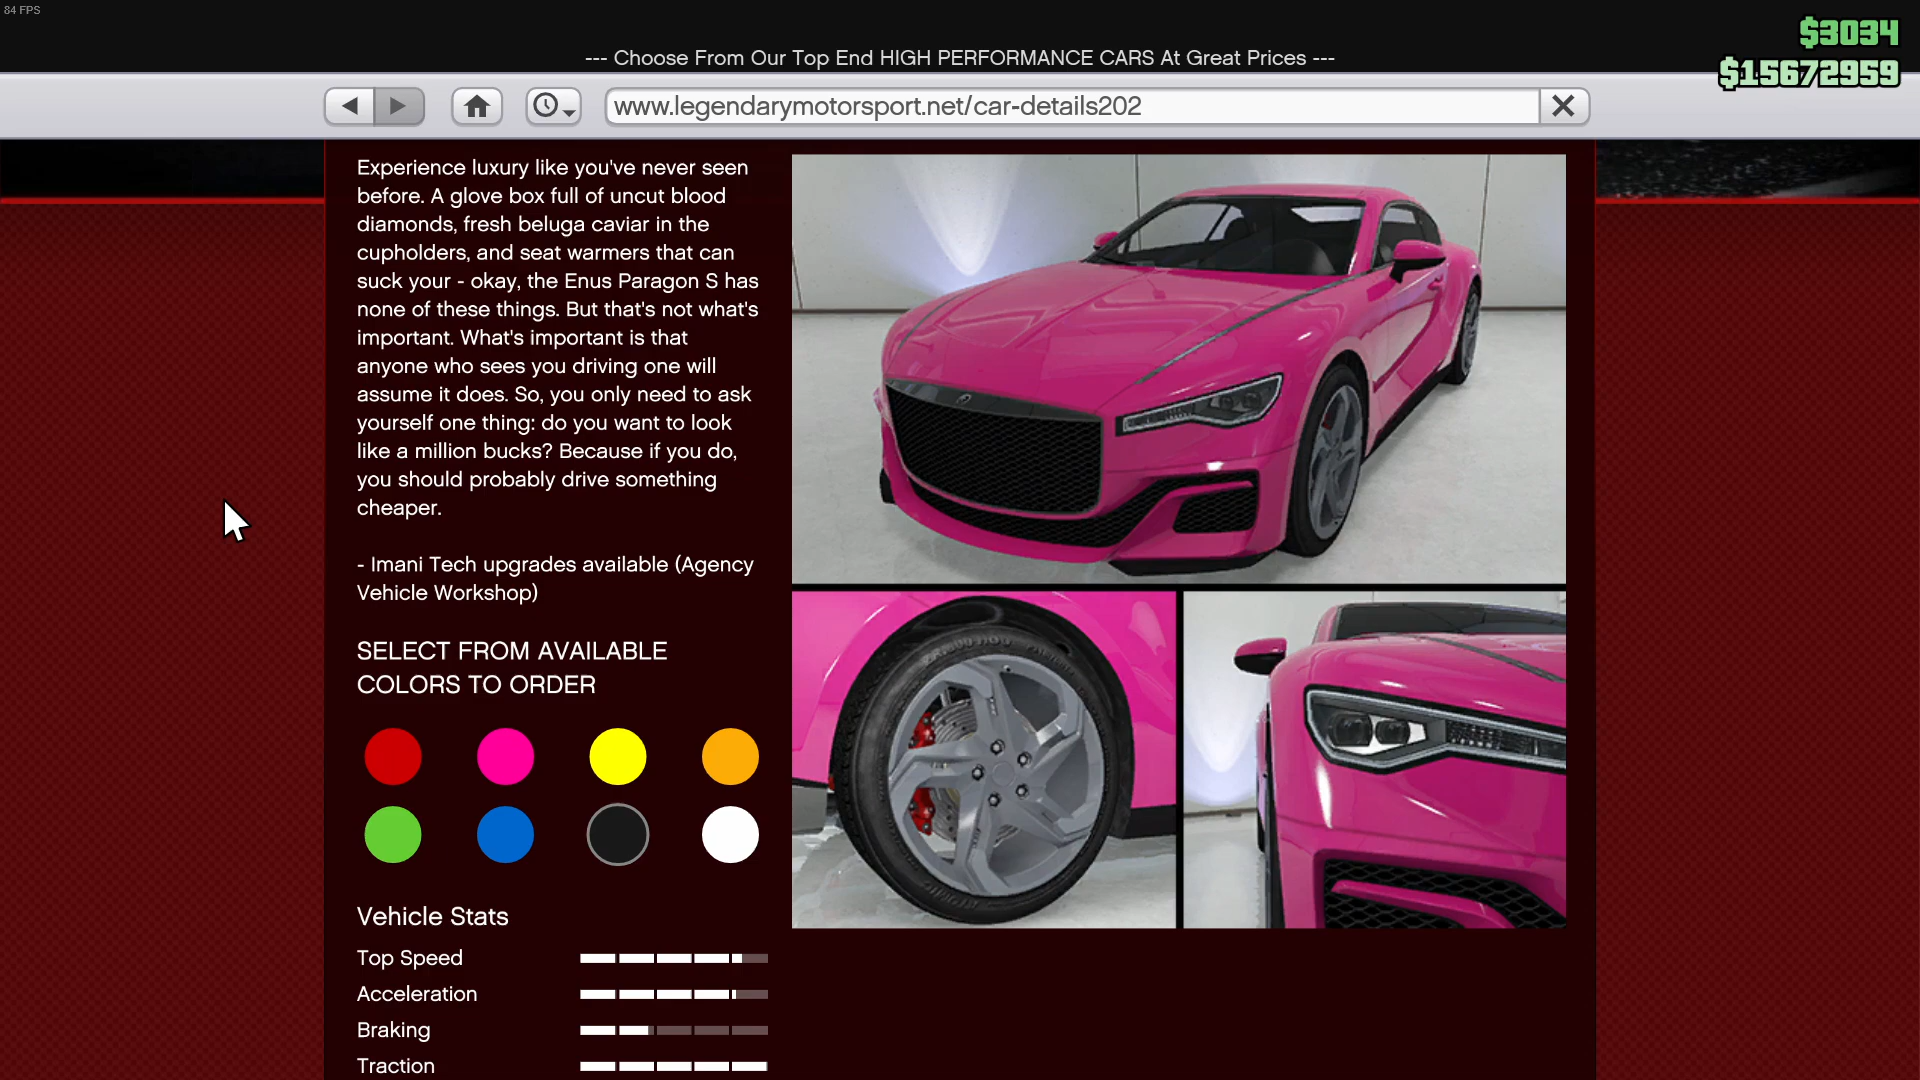 84 FPS
$3034
--- Choose From Our Top End HIGH PERFORMANCE CARS At Great Prices ---
$15672959
www.legendarymotorsport.net/car-details202
Experience luxury like you've never seen
before. A glove box full of uncut blood
diamonds, fresh beluga caviar in the
cupholders, and seat warmers that can
suck your - okay, the Enus Paragon S has
none of these things. But that's not what's
important. What's important is that
anyone who sees you driving one will
assume it does. So, you only need to ask
yourself one thing: do you want to look
like a million bucks? Because if you do,
you should probably drive something
cheaper.
- Imani Tech upgrades available (Agency
Vehicle Workshop)
SELECT FROM AVAILABLE
COLORS TO ORDER
Vehicle Stats
Top Speed
Acceleration
Braking
Traction